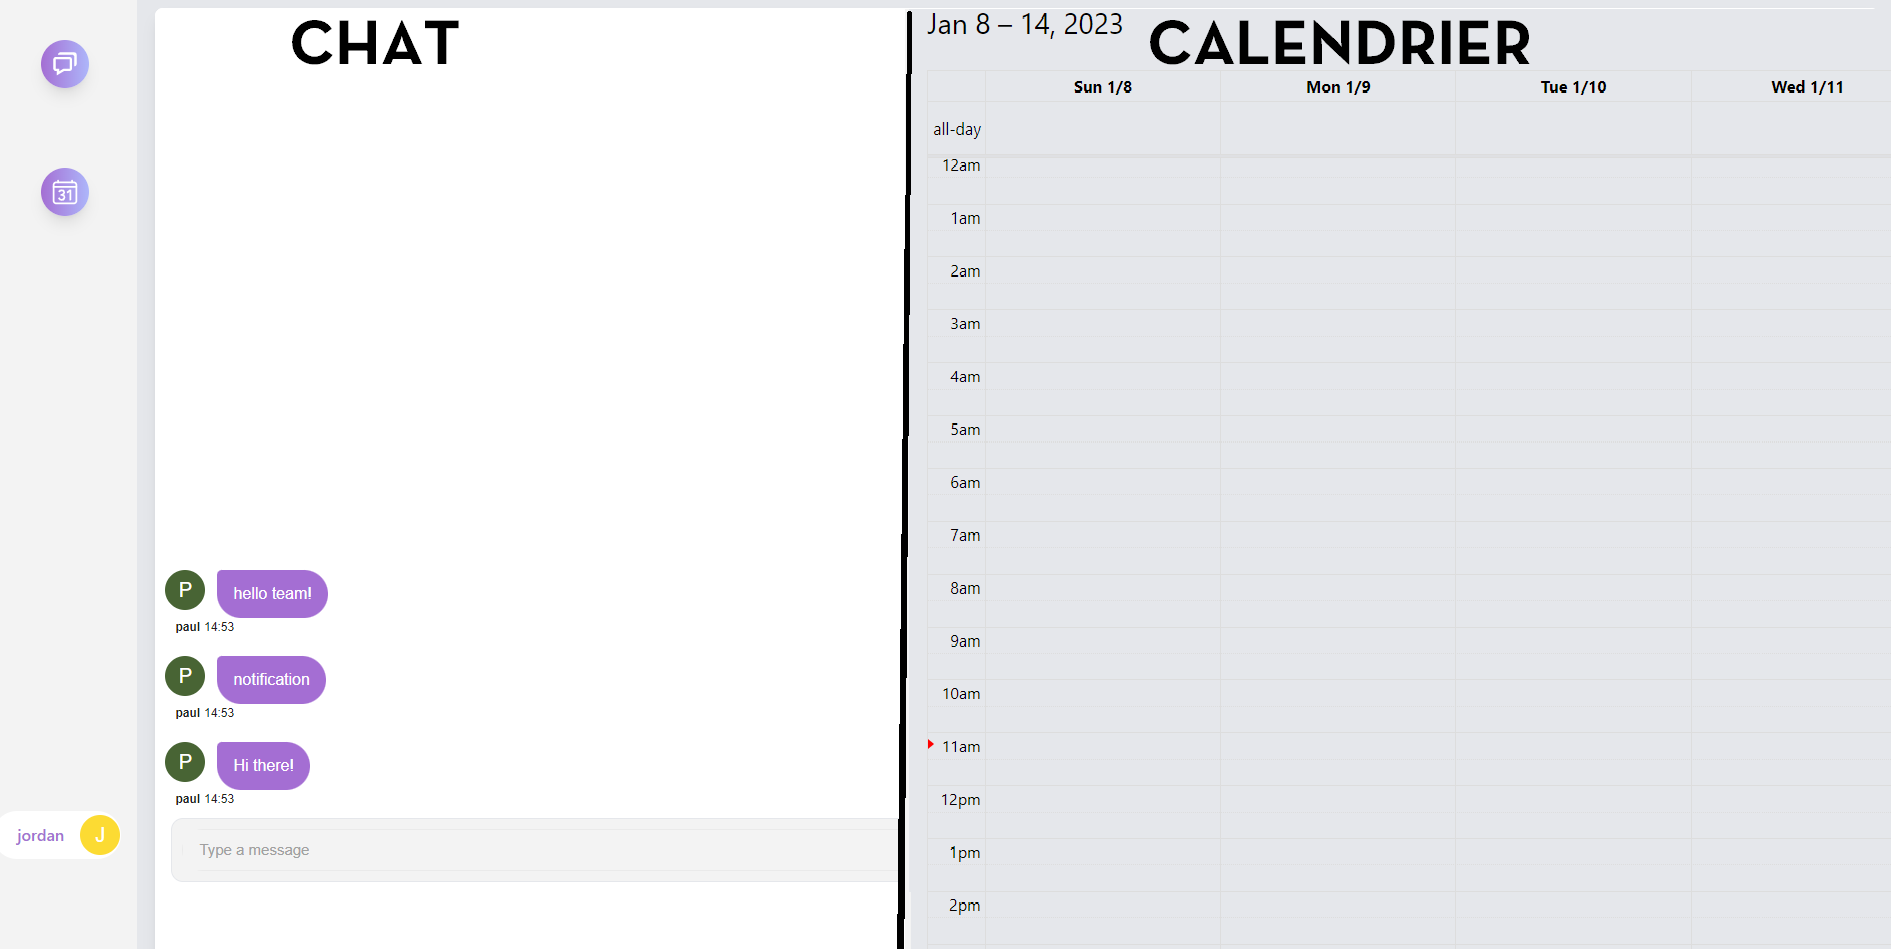 CHAT
31
hello team!
P
paul 14:53
notification
P
paul 14:53
Hi there!
P
paul 14:53
Type a message
jordan J
Jan 8 – 14, 2023
CALENDRIER
Sun 1/8 Mon 1/9 Tue 1/10 Wed 1/11
all-day
12am
1am
2am
3am
4am
5am
6am
7am
8am
9am
10am
11am
12pm
1pm
2pm